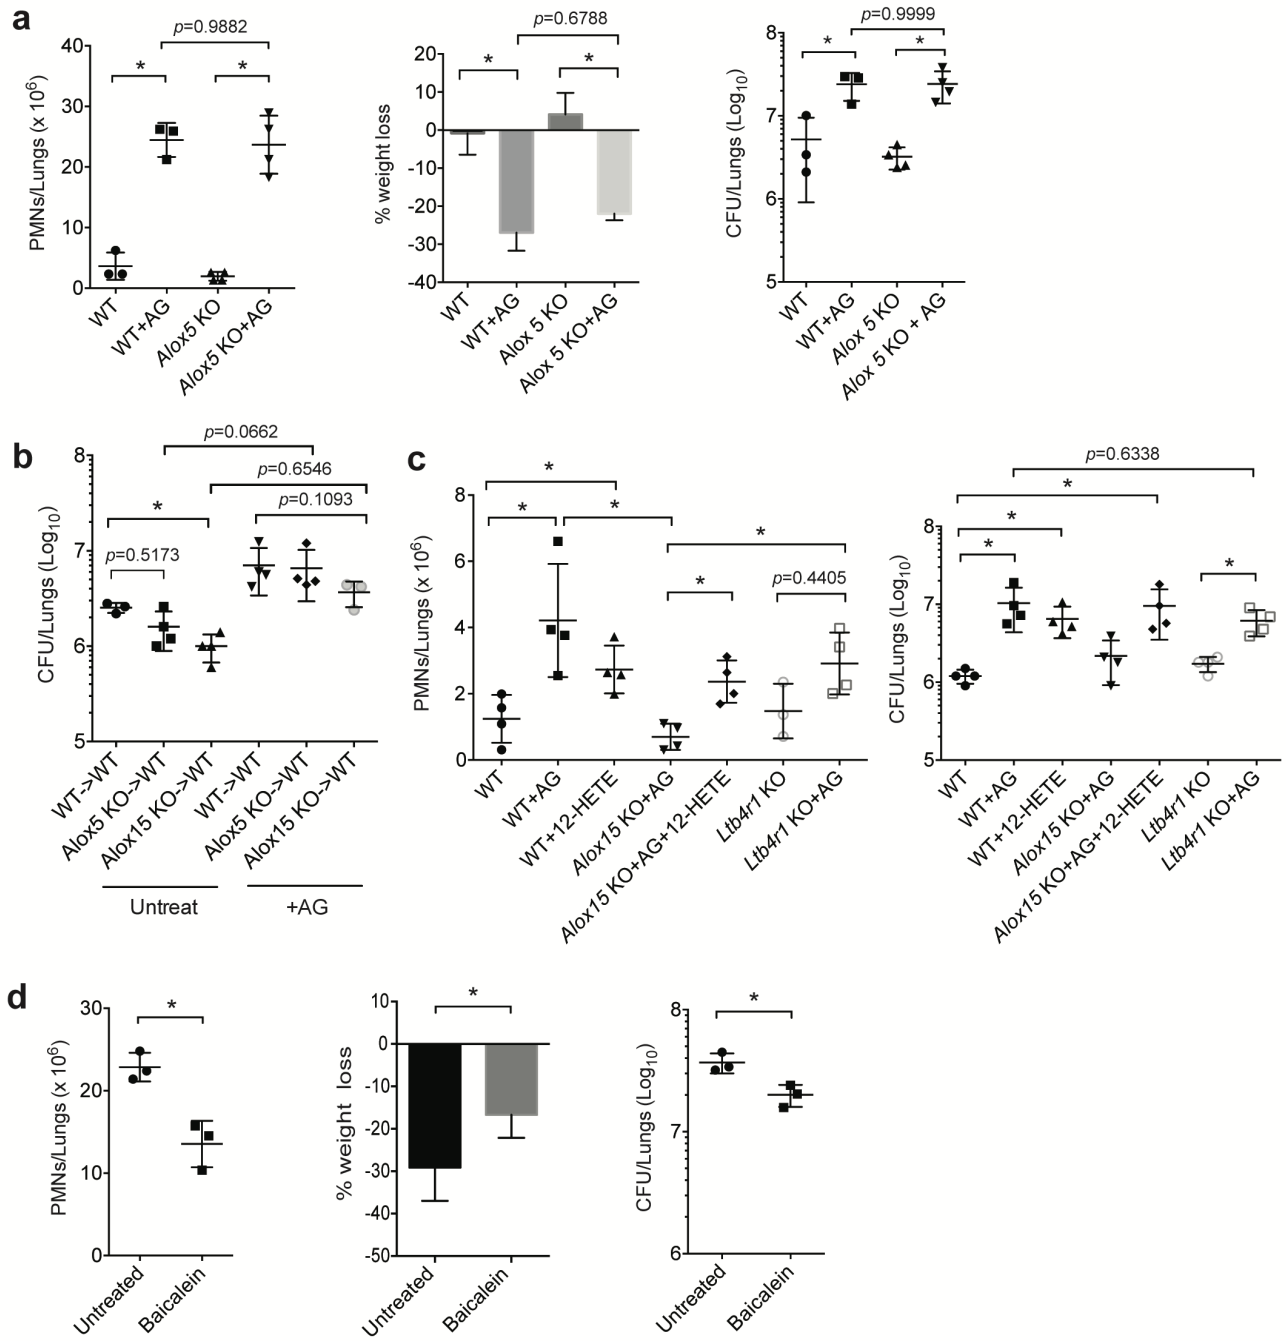 a
p=0.9882
*
*
PMNs/Lungs (x 10⁶)
40
30
20
10
0
WT
WT+AG
Alox5 KO
Alox5 KO+AG
p=0.6788
*
*
% weight loss
20
10
0
-10
-20
-30
-40
WT
WT+AG
Alox 5 KO
Alox 5 KO+AG
p=0.9999
*
*
CFU/Lungs (Log₁₀)
8
7
6
5
WT
WT+AG
Alox 5 KO
Alox 5 KO + AG
b
p=0.0662
p=0.6546
p=0.1093
*
p=0.5173
CFU/Lungs (Log₁₀)
8
7
6
5
WT->WT
Alox5 KO->WT
Alox15 KO->WT
WT->WT
Alox5 KO->WT
Alox15 KO->WT
Untreat
+AG
c
*
*
*
*
*
p=0.4405
PMNs/Lungs (x 10⁶)
8
6
4
2
0
WT
WT+AG
WT+12-HETE
Alox15 KO+AG
Alox15 KO+AG+12-HETE
Ltb4r1 KO
Ltb4r1 KO+AG
p=0.6338
*
*
*
*
CFU/Lungs (Log₁₀)
8
7
6
5
WT
WT+AG
WT+12-HETE
Alox15 KO+AG
Alox15 KO+AG+12-HETE
Ltb4r1 KO
Ltb4r1 KO+AG
d
*
PMNs/Lungs (x 10⁶)
30
20
10
0
Untreated
Baicalein
*
% weight loss
10
0
-10
-20
-30
-40
-50
Untreated
Baicalein
*
CFU/Lungs (Log₁₀)
8
7
6
Untreated
Baicalein